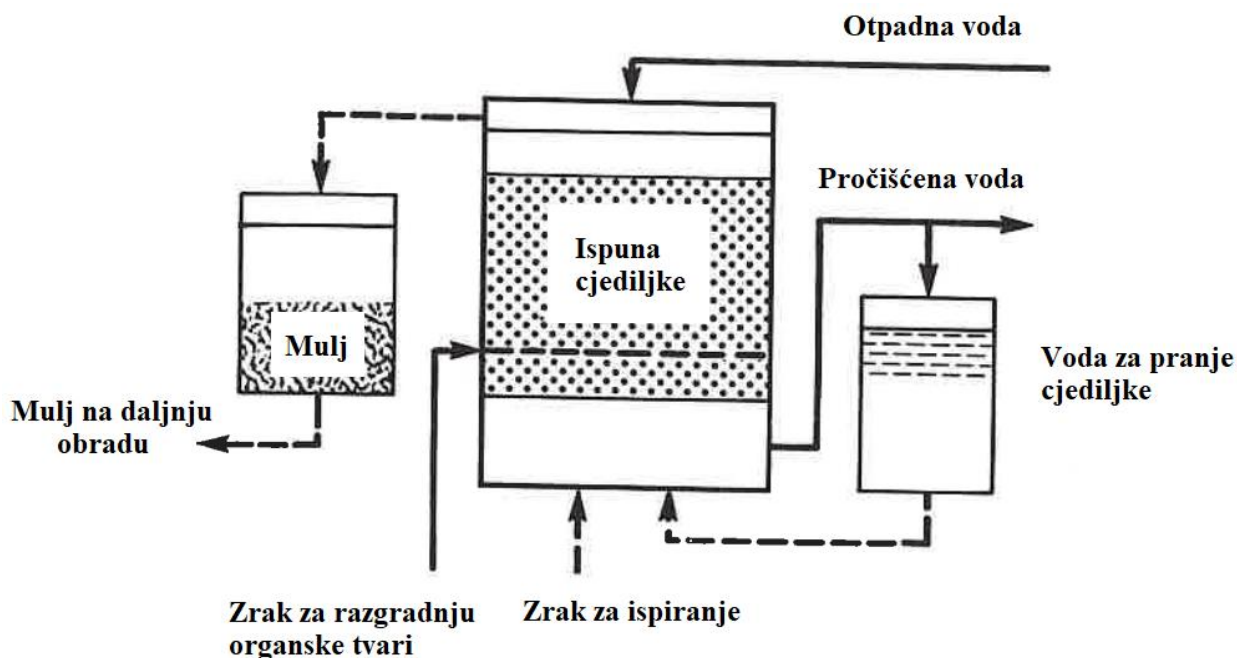 Otpadna voda
Pročišćena voda
Ispuna
cjediljke
Mulj
Voda za pranje
cjediljke
Mulj na daljnju
obradu
Zrak za razgradnju
organske tvari
Zrak za ispiranje